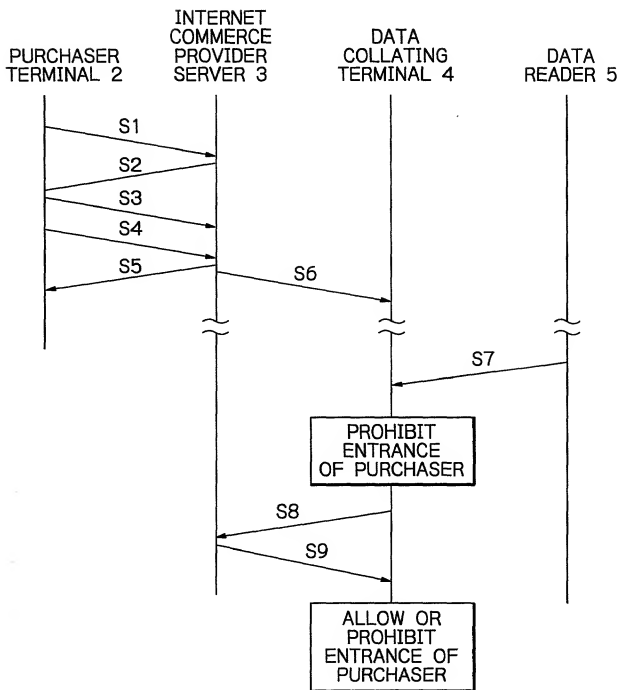 PURCHASER
TERMINAL 2
INTERNET
COMMERCE
PROVIDER
SERVER 3
DATA
COLLATING
TERMINAL 4
DATA
READER 5
S1
S2
S3
S4
S5
S6
S7
PROHIBIT
ENTRANCE
OF PURCHASER
S8
S9
ALLOW OR
PROHIBIT
ENTRANCE OF
PURCHASER